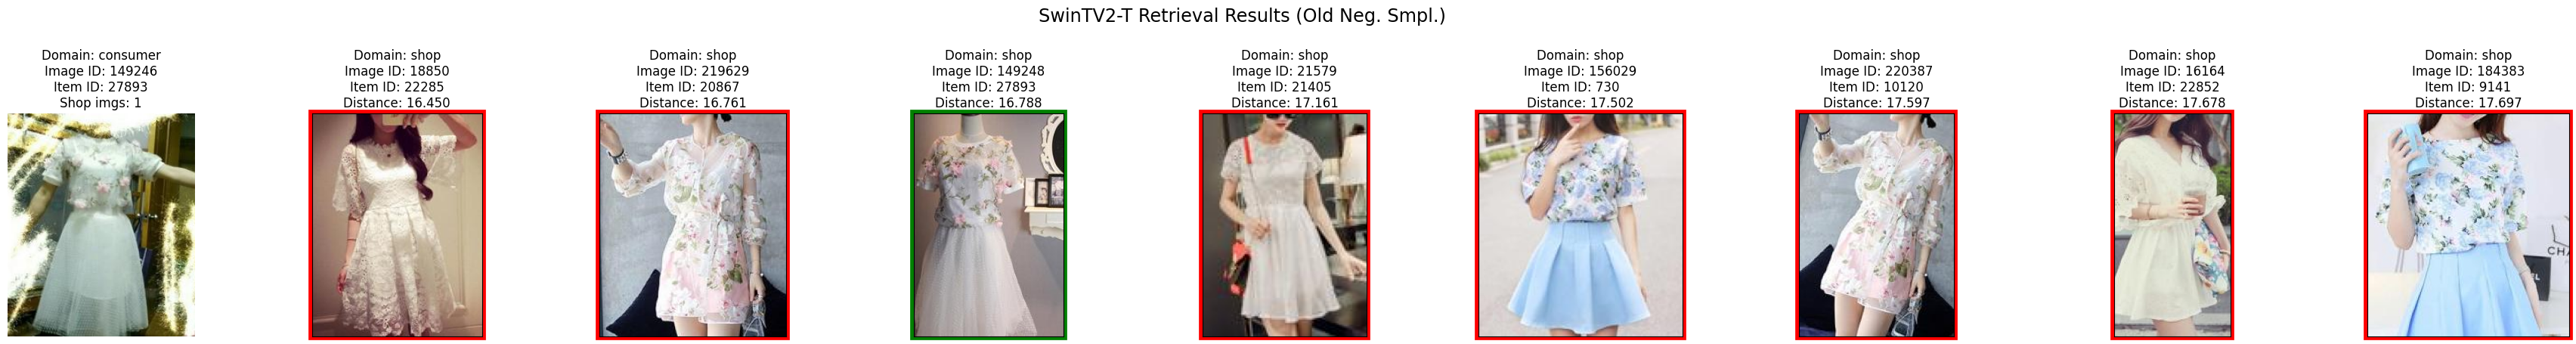 SwinTV2-T Retrieval Results (Old Neg. Smpl.)
Domain: consumer
Image ID: 149246
Item ID: 27893
Shop imgs: 1
Domain: shop
Image ID: 18850
Item ID: 22285
Distance: 16.450
Domain: shop
Image ID: 219629
Item ID: 20867
Distance: 16.761
Domain: shop
Image ID: 149248
Item ID: 27893
Distance: 16.788
Domain: shop
Image ID: 21579
Item ID: 21405
Distance: 17.161
Domain: shop
Image ID: 156029
Item ID: 730
Distance: 17.502
Domain: shop
Image ID: 220387
Item ID: 10120
Distance: 17.597
Domain: shop
Image ID: 16164
Item ID: 22852
Distance: 17.678
Domain: shop
Image ID: 184383
Item ID: 9141
Distance: 17.697